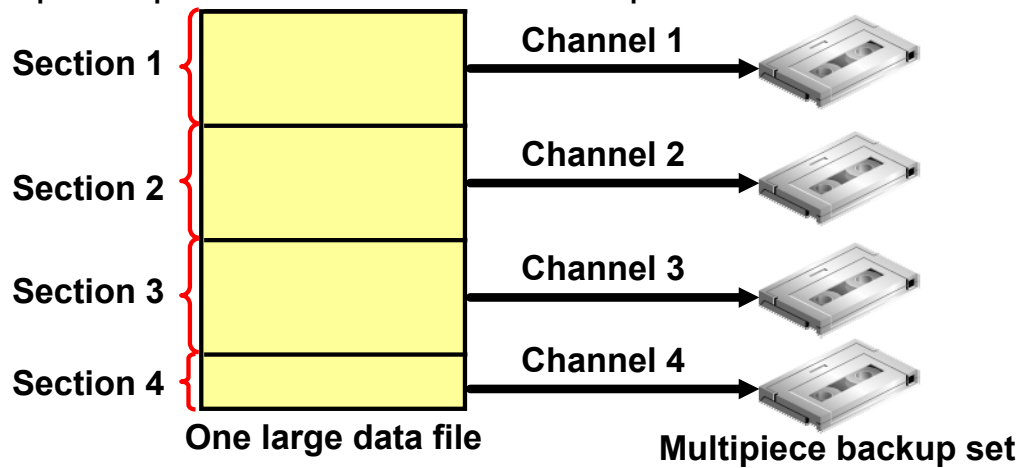 Section 1
Channel 1
Section 2
Channel 2
Section 3
Channel 3
Section 4
Channel 4
One large data file
Multipiece backup set